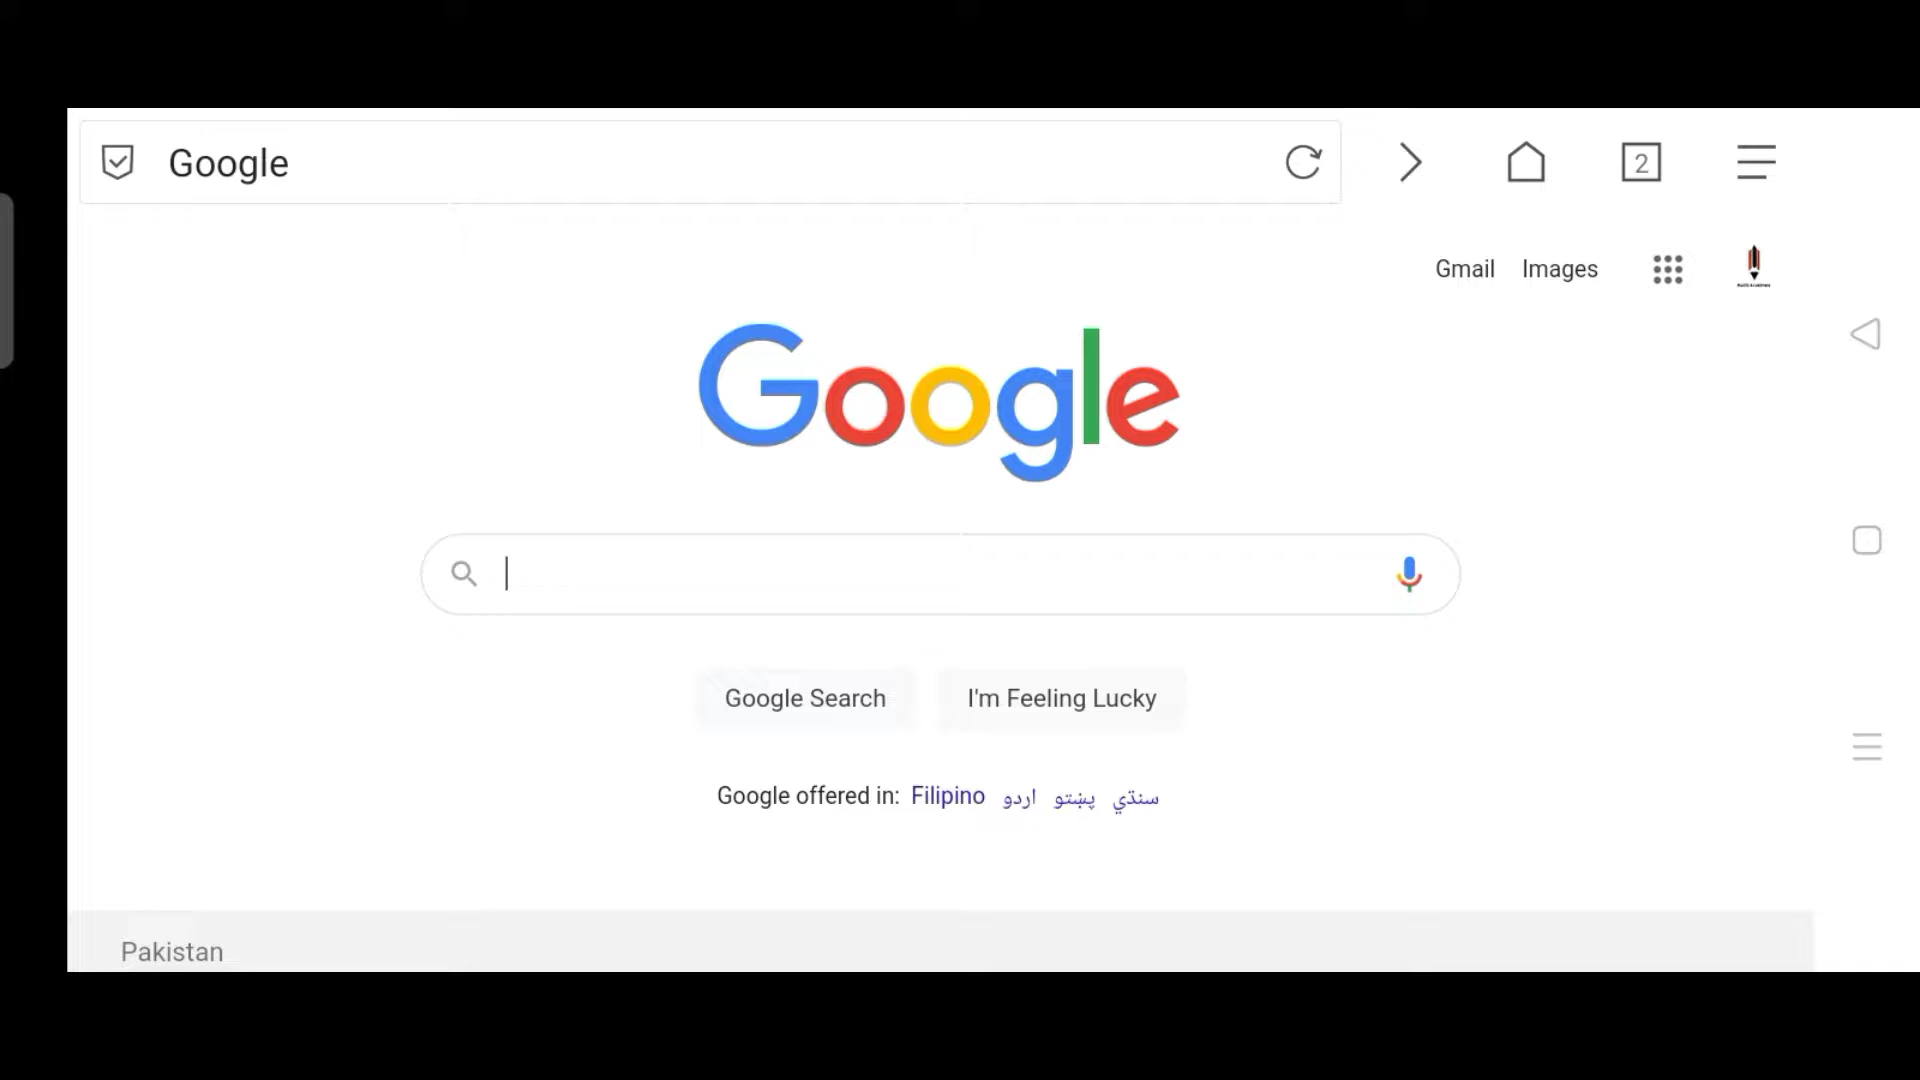 Google
2
Gmail Images
Google
Google Search I'm Feeling Lucky
Google offered in: Filipino اردو پښتو سنڌي
Pakistan